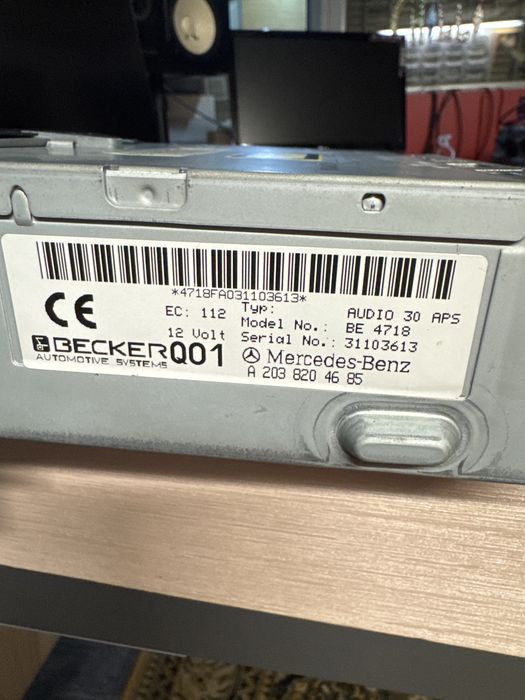 *4718FA031103613*
CE
EC: 112
12 Volt
Typ: AUDIO 30 APS
Model No.: BE 4718
Serial No.: 31103613
BECKER
AUTOMOTIVE SYSTEMS
Q01
Mercedes-Benz
A 203 820 46 85